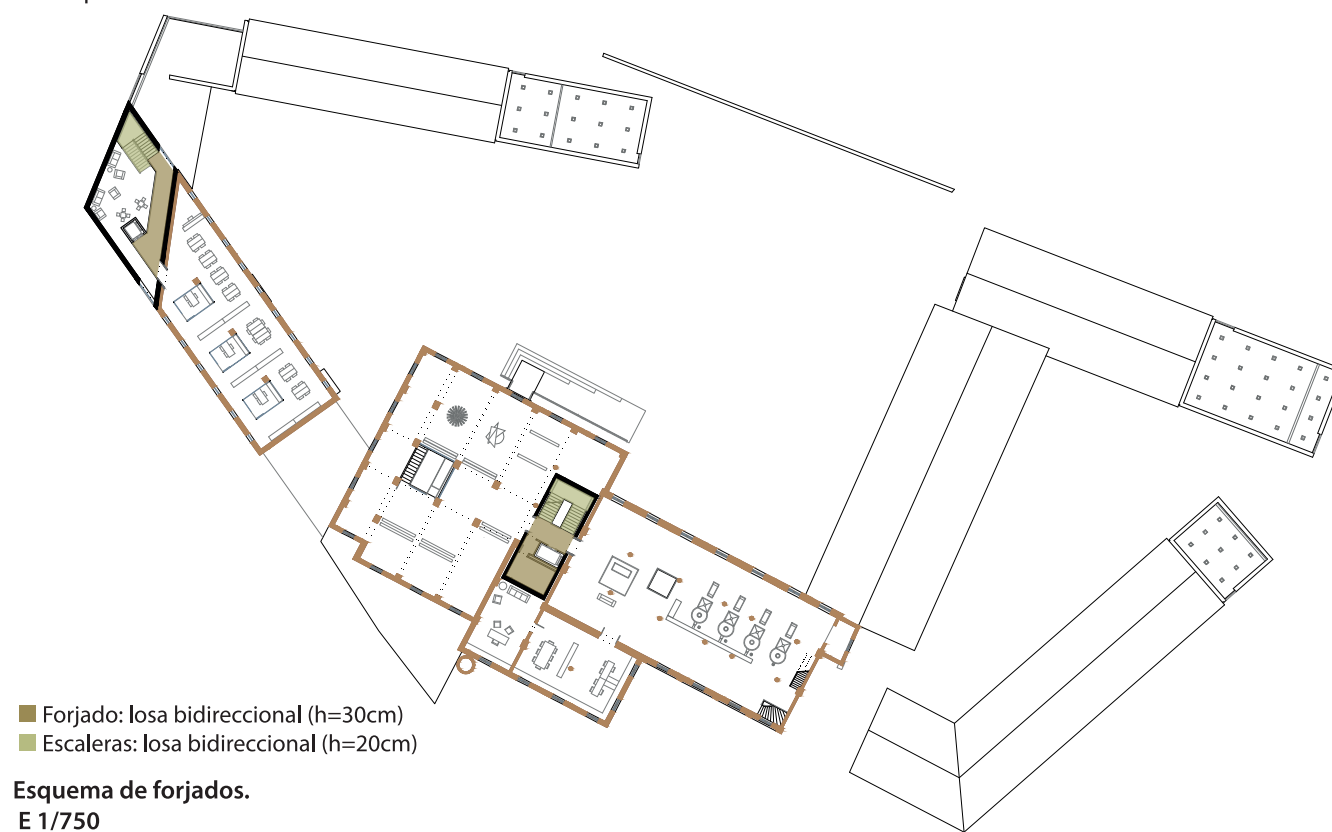 Forjado: losa bidireccional (h=30cm)
Escaleras: losa bidireccional (h=20cm)
Esquema de forjados.
E 1/750